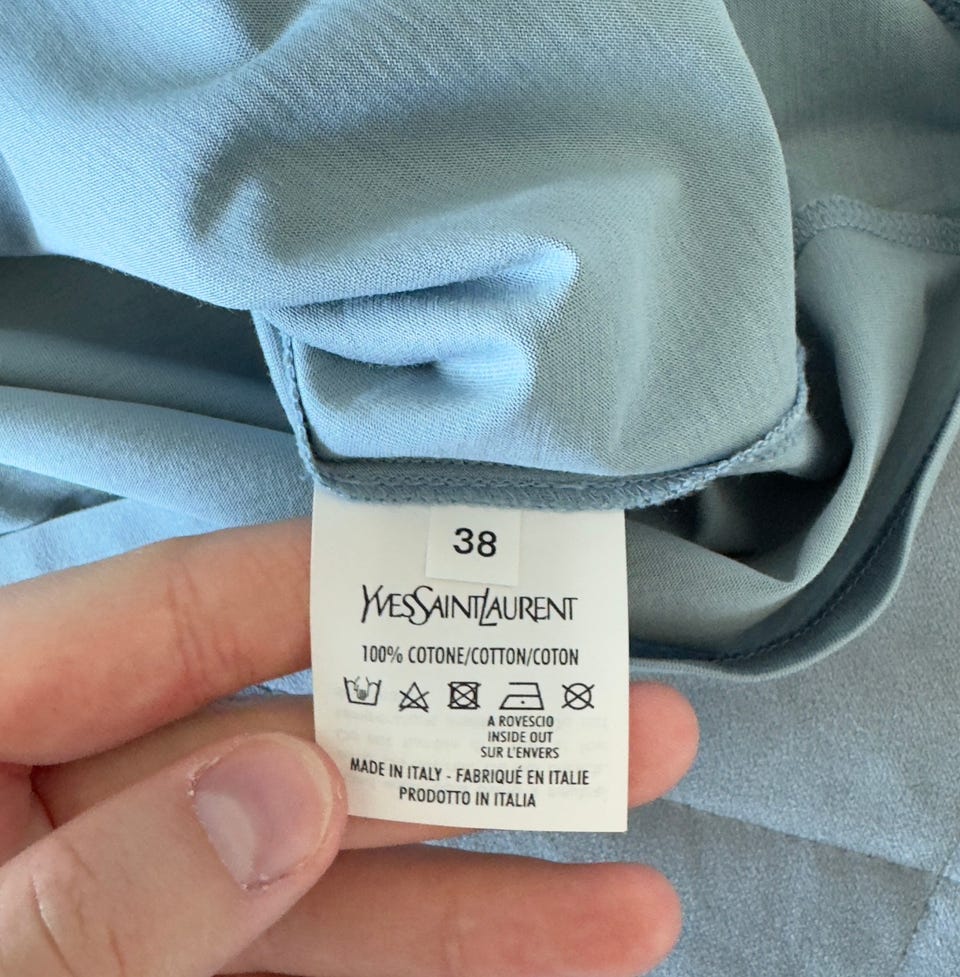 38
YVESSAINTLAURENT
100% COTONE/COTTON/COTON
A ROVESCIO
INSIDE OUT
SUR L'ENVERS
MADE IN ITALY - FABRIQUÉ EN ITALIE
PRODOTTO IN ITALIA